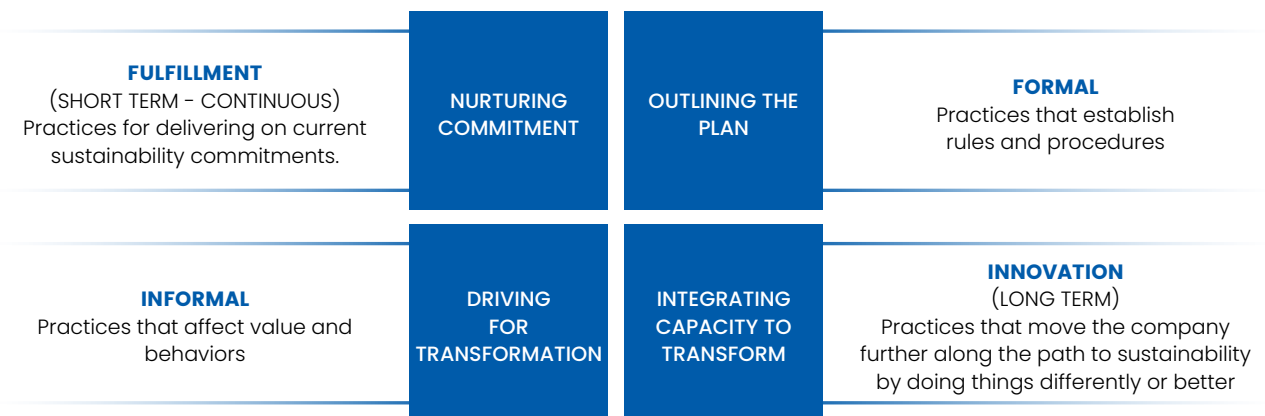 FULFILLMENT
(SHORT TERM - CONTINUOUS)
Practices for delivering on current
sustainability commitments.
NURTURING
COMMITMENT
OUTLINING THE
PLAN
FORMAL
Practices that establish
rules and procedures
INFORMAL
Practices that affect value and
behaviors
DRIVING
FOR
TRANSFORMATION
INTEGRATING
CAPACITY TO
TRANSFORM
INNOVATION
(LONG TERM)
Practices that move the company
further along the path to sustainability
by doing things differently or better